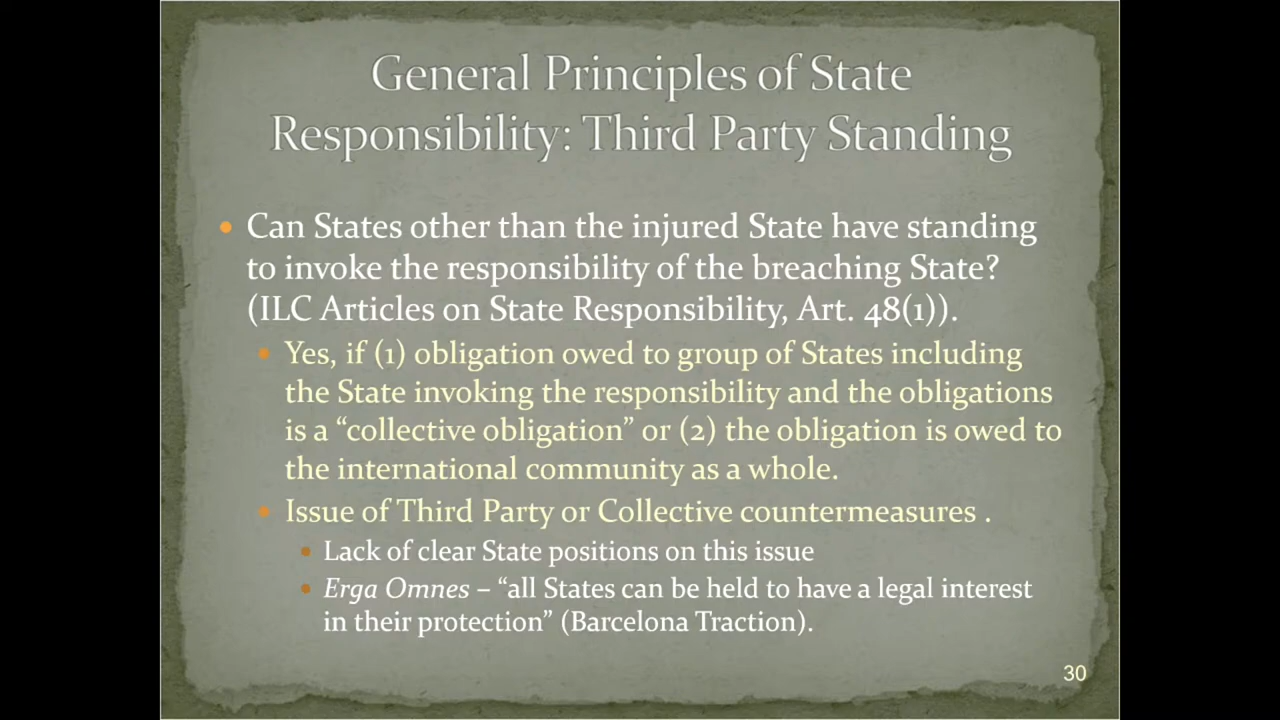 General Principles of State
Responsibility: Third Party Standing
• Can States other than the injured State have standing
to invoke the responsibility of the breaching State?
(ILC Articles on State Responsibility, Art. 48(1)).
• Yes, if (1) obligation owed to group of States including
the State invoking the responsibility and the obligations
is a “collective obligation” or (2) the obligation is owed to
the international community as a whole.
• Issue of Third Party or Collective countermeasures .
• Lack of clear State positions on this issue
• Erga Omnes – “all States can be held to have a legal interest
in their protection” (Barcelona Traction).
30